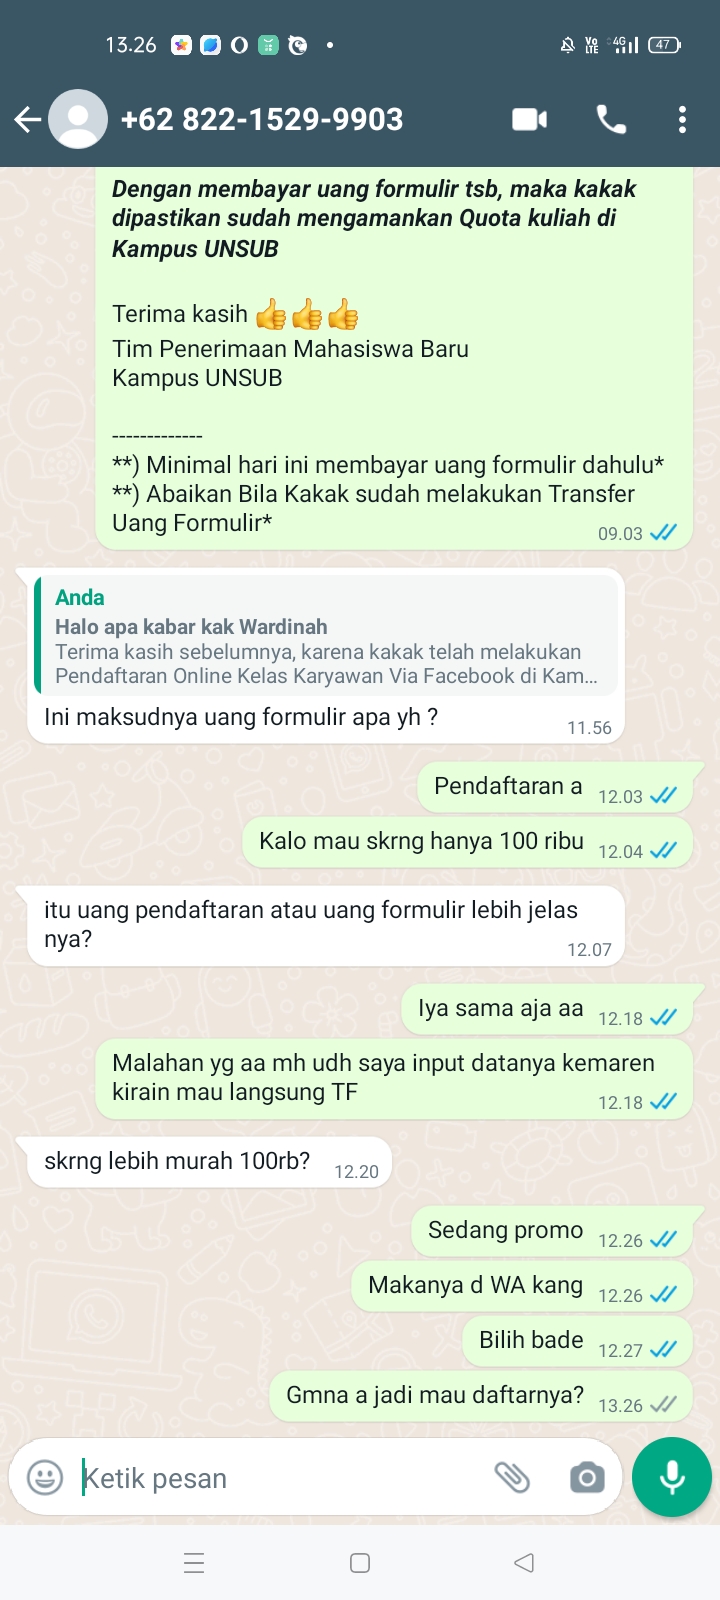 13.26
Vo LTE 4G 47
+62 822-1529-9903
Dengan membayar uang formulir tsb, maka kakak
dipastikan sudah mengamankan Quota kuliah di
Kampus UNSUB
Terima kasih 👍👍👍
Tim Penerimaan Mahasiswa Baru
Kampus UNSUB
-------------
**) Minimal hari ini membayar uang formulir dahulu*
**) Abaikan Bila Kakak sudah melakukan Transfer
Uang Formulir*
09.03
Anda
Halo apa kabar kak Wardinah
Terima kasih sebelumnya, karena kakak telah melakukan
Pendaftaran Online Kelas Karyawan Via Facebook di Kam...
Ini maksudnya uang formulir apa yh ?
11.56
Pendaftaran a 12.03
Kalo mau skrng hanya 100 ribu 12.04
itu uang pendaftaran atau uang formulir lebih jelas
nya?
12.07
Iya sama aja aa 12.18
Malahan yg aa mh udh saya input datanya kemaren
kirain mau langsung TF
12.18
skrng lebih murah 100rb? 12.20
Sedang promo 12.26
Makanya d WA kang 12.26
Bilih bade 12.27
Gmna a jadi mau daftarnya? 13.26
Ketik pesan